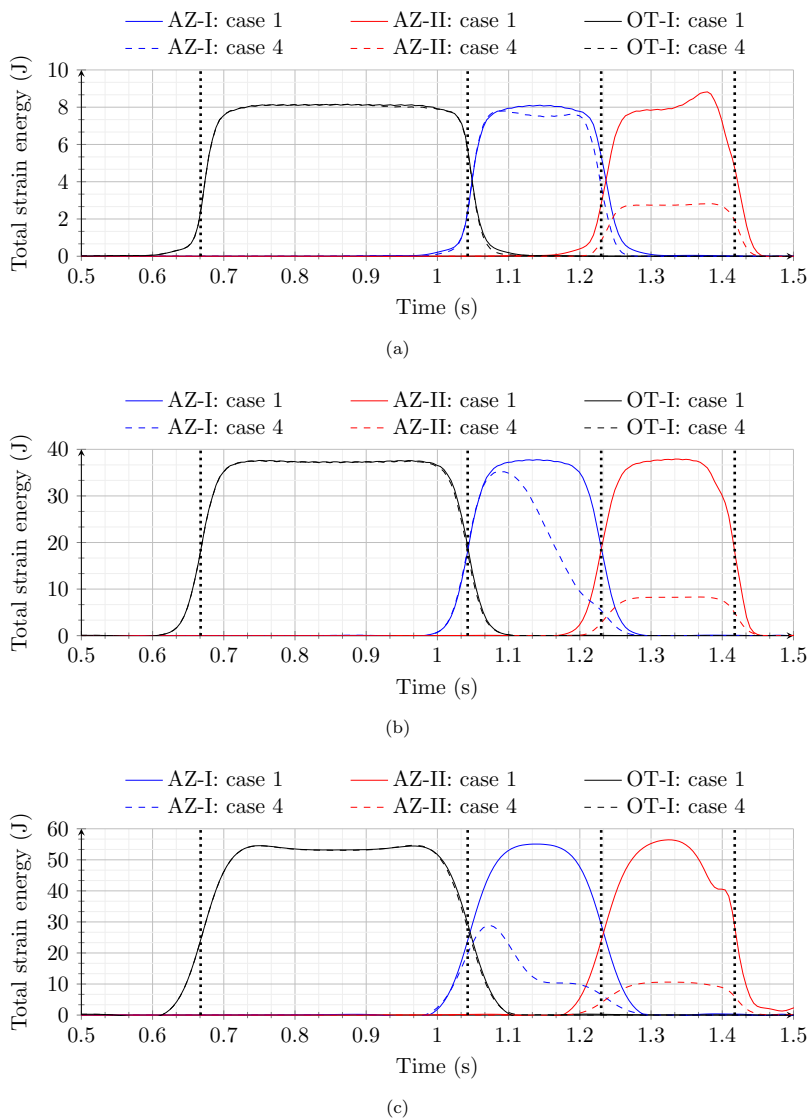 AZ-I: case 1 AZ-II: case 1 OT-I: case 1
AZ-I: case 4 AZ-II: case 4 OT-I: case 4
Total strain energy (J)
10
8
6
4
2
0
0.5 0.6 0.7 0.8 0.9 1 1.1 1.2 1.3 1.4 1.5
Time (s)
(a)
AZ-I: case 1 AZ-II: case 1 OT-I: case 1
AZ-I: case 4 AZ-II: case 4 OT-I: case 4
Total strain energy (J)
40
30
20
10
0
0.5 0.6 0.7 0.8 0.9 1 1.1 1.2 1.3 1.4 1.5
Time (s)
(b)
AZ-I: case 1 AZ-II: case 1 OT-I: case 1
AZ-I: case 4 AZ-II: case 4 OT-I: case 4
Total strain energy (J)
60
50
40
30
20
10
0
0.5 0.6 0.7 0.8 0.9 1 1.1 1.2 1.3 1.4 1.5
Time (s)
(c)